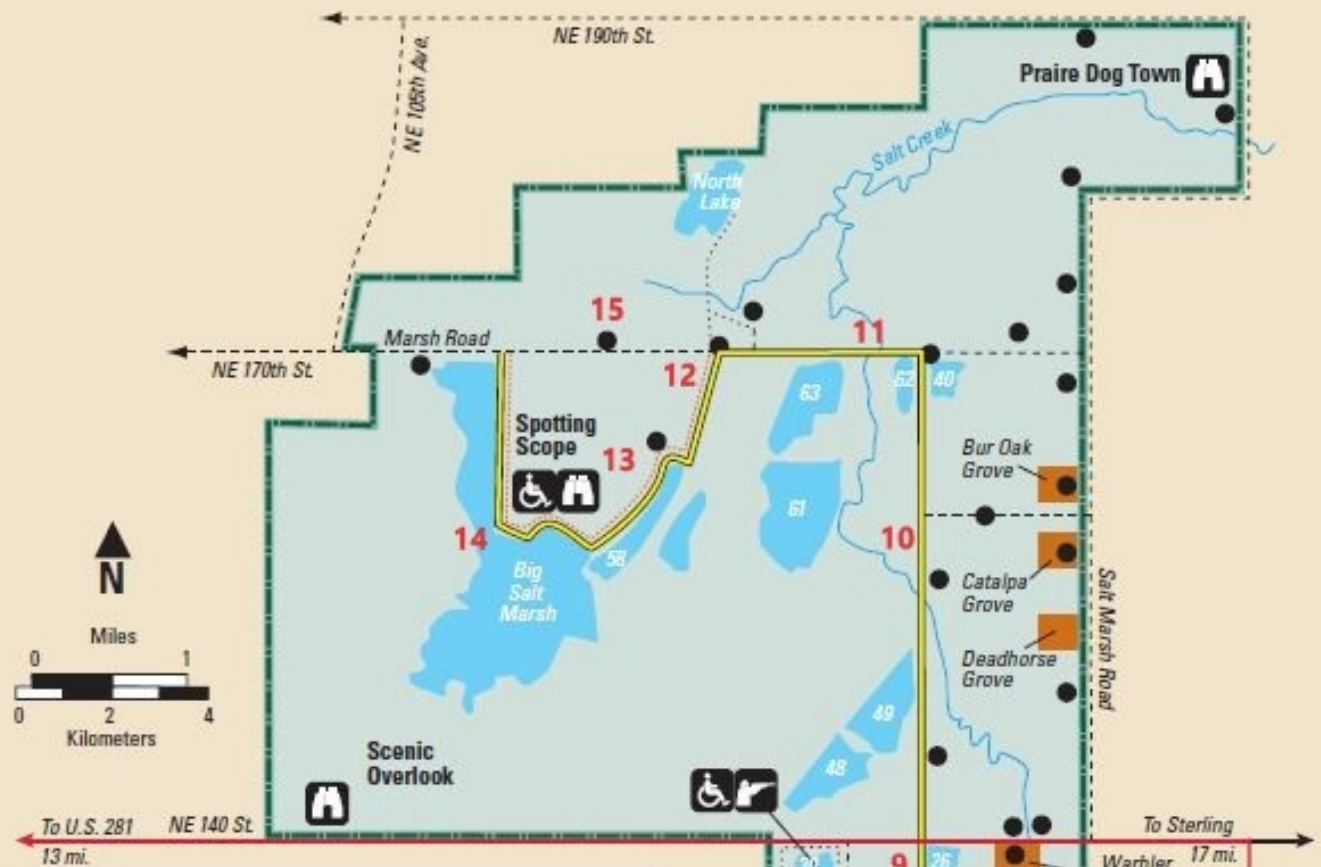 NE 190th St.
NE 105th Ave.
Praire Dog Town
Salt Creek
North
Lake
15
11
Marsh Road
NE 170th St.
12
63
62
40
Spotting
Scope
13
Bur Oak
Grove
61
10
14
58
Big
Salt
Marsh
N
Catalpa
Grove
Salt Marsh Road
Miles
0 1
0 2 4
Kilometers
Deadhorse
Grove
49
48
Scenic
Overlook
To U.S. 281
13 mi.
NE 140 St.
To Sterling
17 mi.
9
26
Warbler